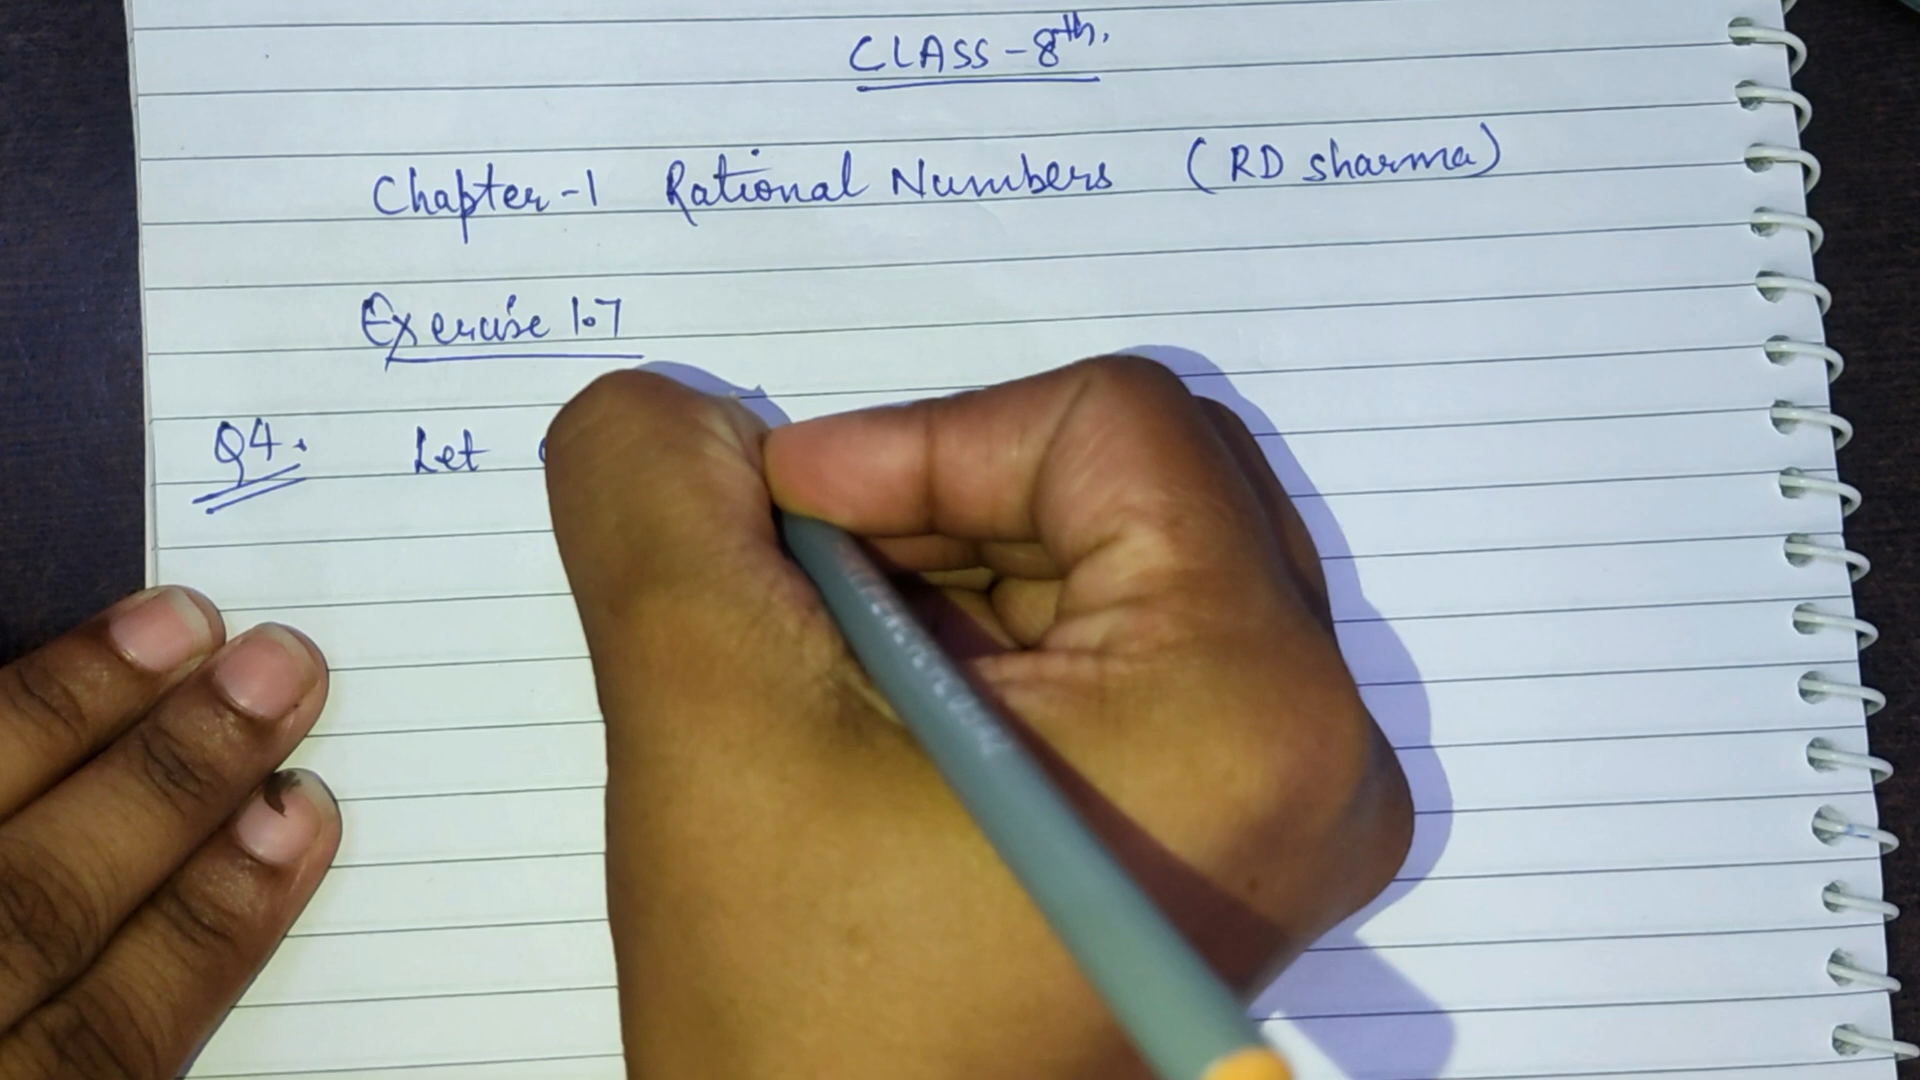 CLASS - 8th.
Chapter-1 Rational Numbers (RD sharma)
Exercise 1.7
Q4. Let